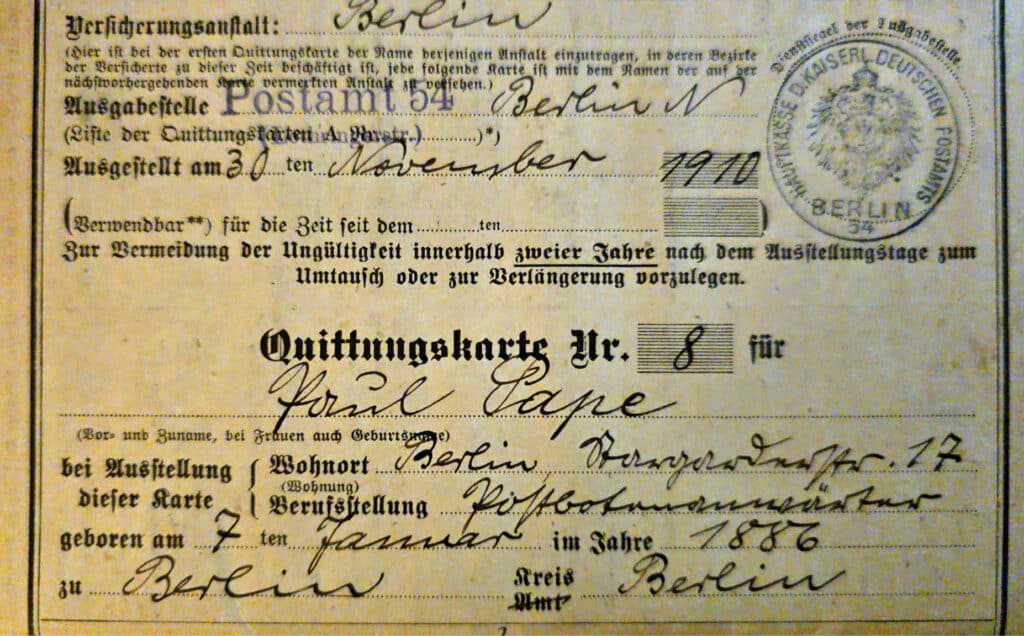 Versicherungsanstalt: Berlin
(Hier ist bei der ersten Quittungskarte der Name derjenigen Anstalt einzutragen, in deren Bezirke
der Versicherte zu dieser Zeit beschäftigt ist, jede folgende Karte ist mit dem Namen der auf der
nächstvorhergehenden Karte vermerkten Anstalt zu versehen.)
Dienstsiegel der Ausgabestelle.
HAUPTKASSE D. KAISERL. DEUTSCHEN POSTAMTS
BERLIN
54
Ausgabestelle Postamt 54 Berlin N
(Liste der Quittungskarten A Nr. )*)
Ausgestellt am 30 ten November 1910
(Verwendbar**) für die Zeit seit dem ten )
Zur Vermeidung der Ungültigkeit innerhalb zweier Jahre nach dem Ausstellungstage zum
Umtausch oder zur Verlängerung vorzulegen.
Quittungskarte Nr. 8 für
Paul Pape
(Vor- und Zuname, bei Frauen auch Geburtsname)
bei Ausstellung { Wohnort Berlin, Stargarderstr. 17
(Wohnung)
dieser Karte { Berufsstellung Postbotenanwärter
geboren am 7 ten Januar im Jahre 1886
zu Berlin Kreis Berlin
Amt